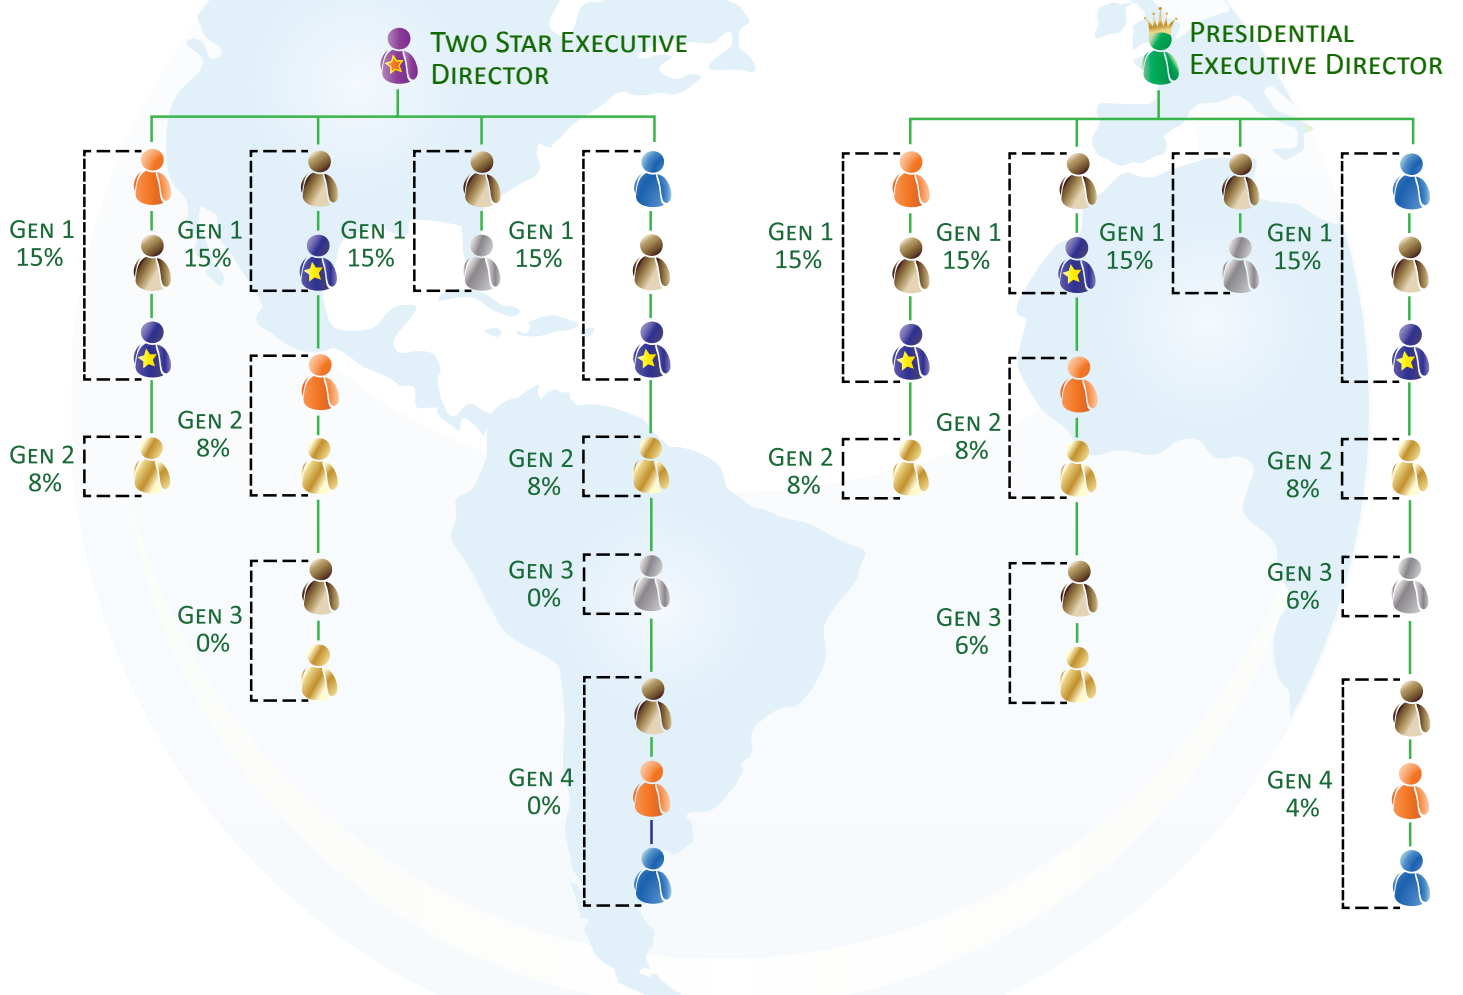 Two Star Executive
Director
Presidential
Executive Director
Gen 1
15%
Gen 1
15%
Gen 1
15%
Gen 1
15%
Gen 1
15%
Gen 1
15%
Gen 1
15%
Gen 1
15%
Gen 2
8%
Gen 2
8%
Gen 2
8%
Gen 2
8%
Gen 2
8%
Gen 2
8%
Gen 3
0%
Gen 3
0%
Gen 3
6%
Gen 3
6%
Gen 4
0%
Gen 4
4%